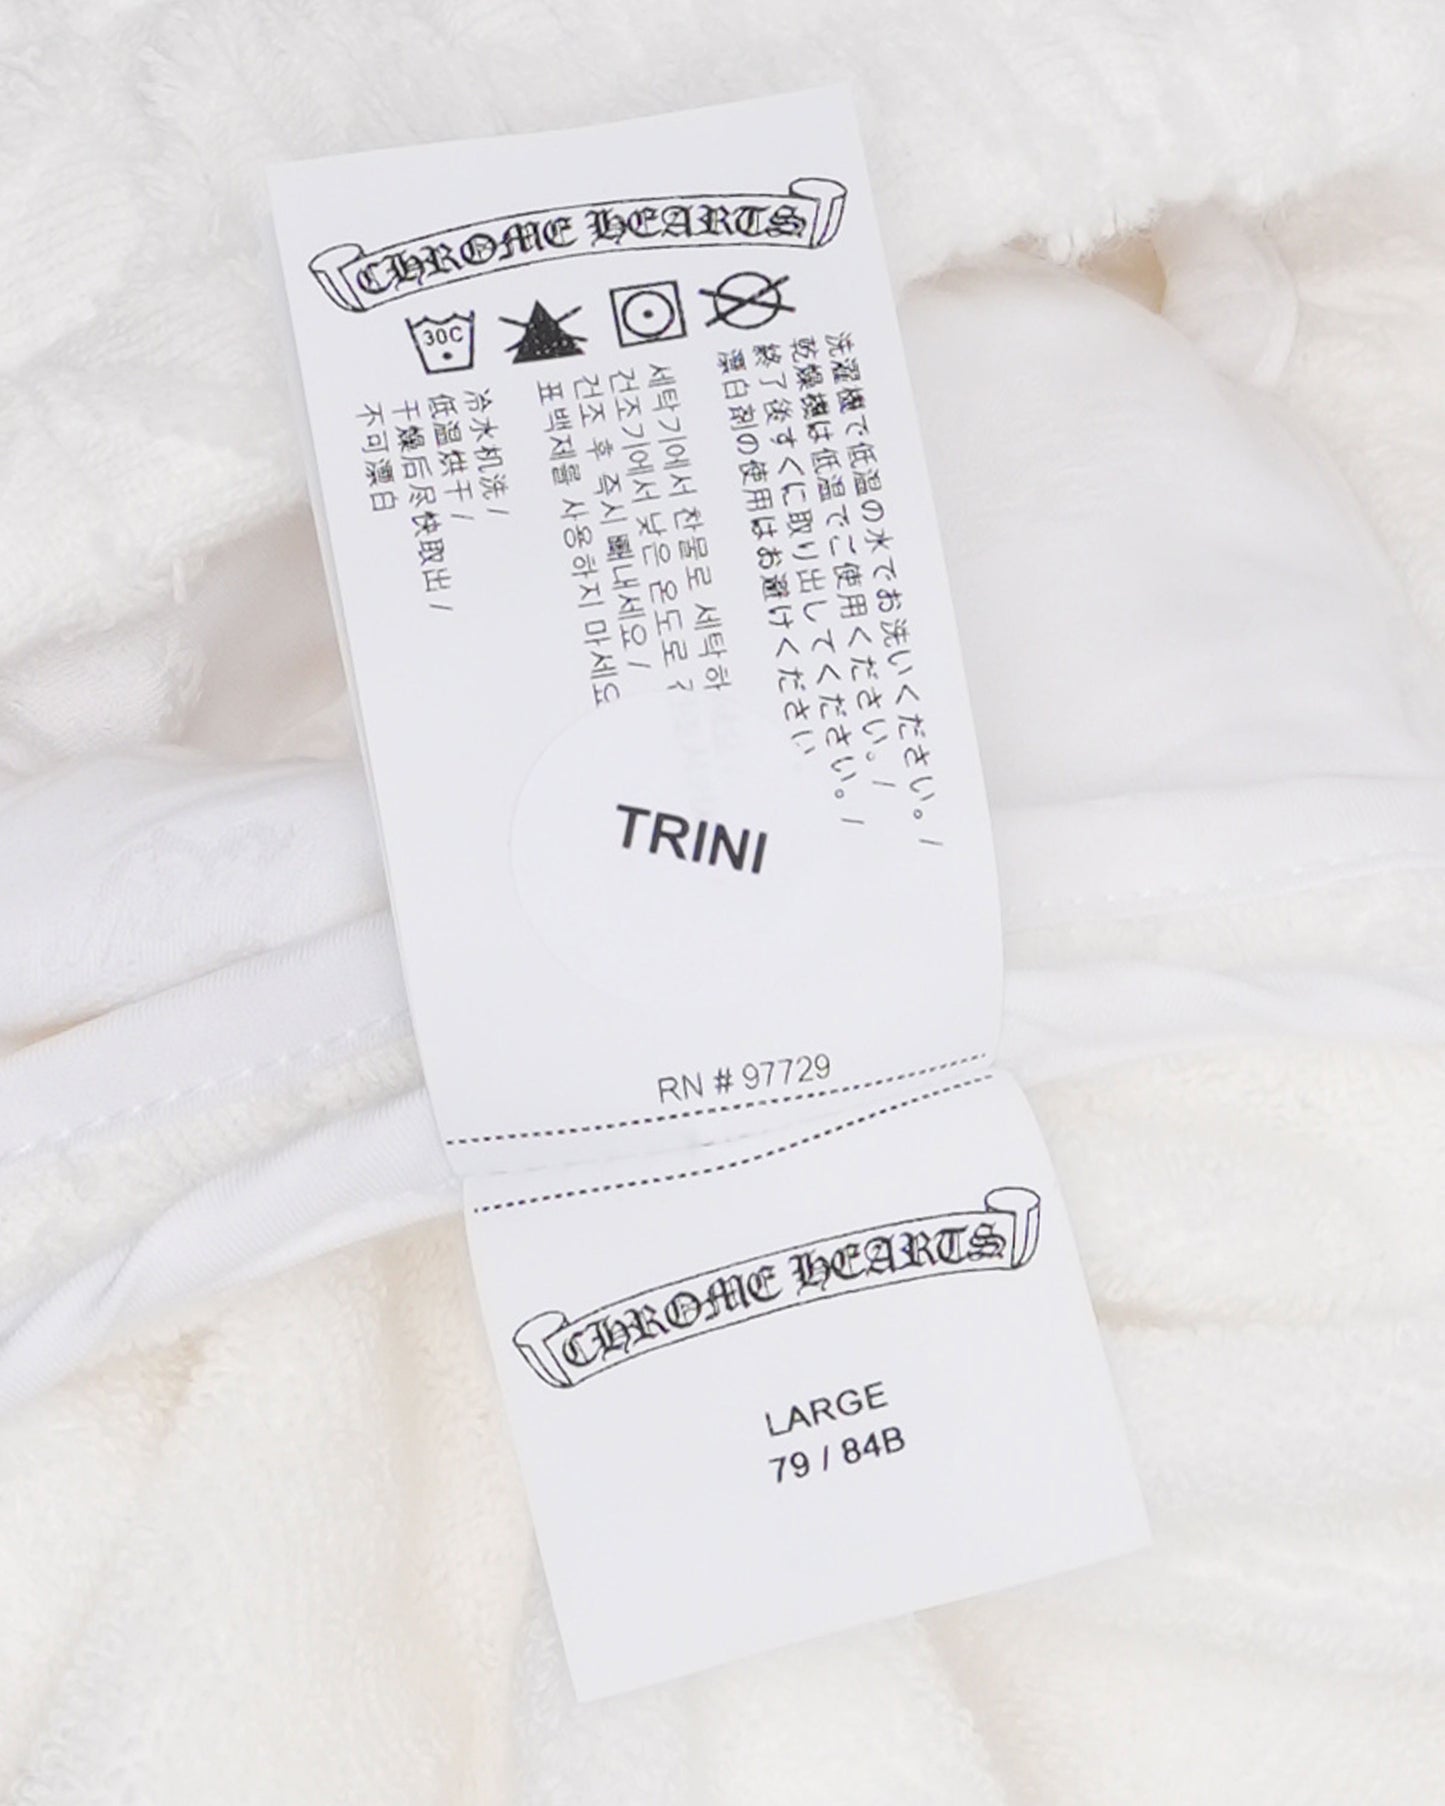 CHROME HEARTS
30C
洗濯機で低温の水でお洗いください。/
乾燥機は低温でご使用ください。/
終了後すぐに取り出してください。/
漂白剤の使用はお避けください
세탁기에서 찬물로 세탁하
건조기에서 낮은 온도로
건조 후 즉시 빼내세요/
표백제를 사용하지 마세요
冷水机洗/
低温烘干/
干燥后尽快取出/
不可漂白
TRINI
RN # 97729
CHROME HEARTS
LARGE
79 / 84B